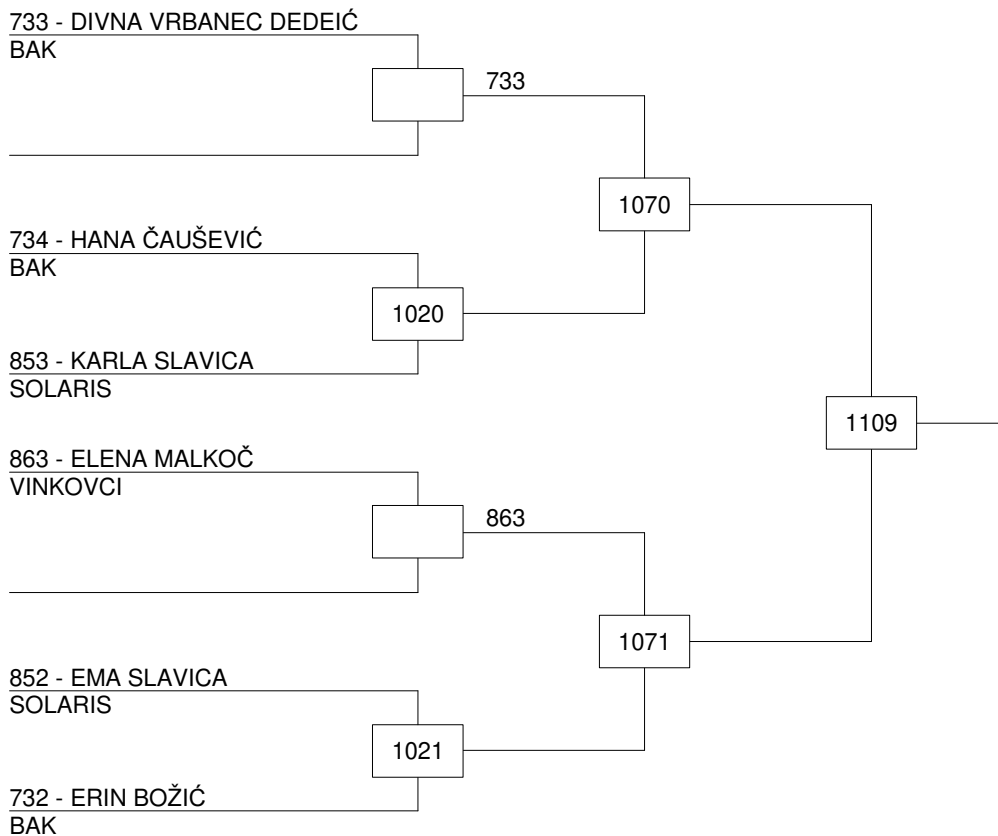 733 - DIVNA VRBANEC DEDEIĆ
BAK
733
1070
734 - HANA ČAUŠEVIĆ
BAK
1020
853 - KARLA SLAVICA
SOLARIS
1109
863 - ELENA MALKOČ
VINKOVCI
863
1071
852 - EMA SLAVICA
SOLARIS
1021
732 - ERIN BOŽIĆ
BAK